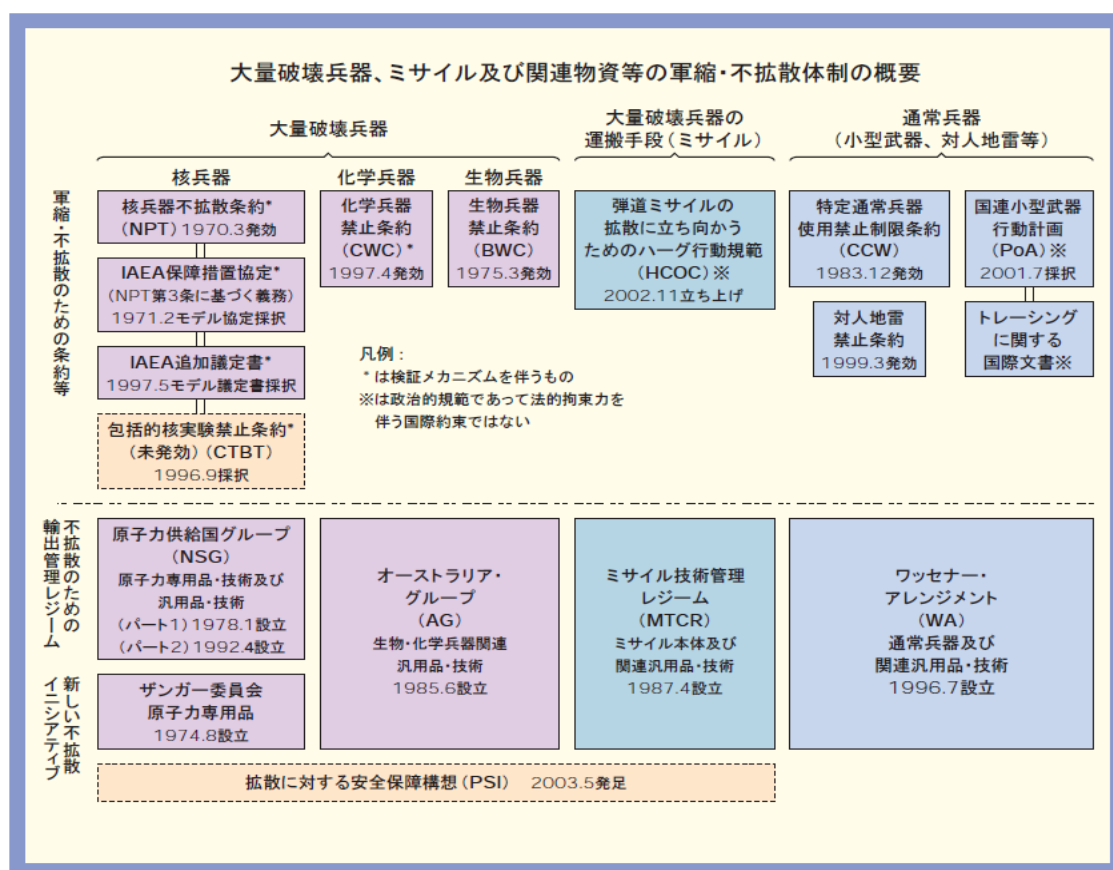 大量破壊兵器、ミサイル及び関連物資等の軍縮・不拡散体制の概要
大量破壊兵器
大量破壊兵器の
運搬手段（ミサイル）
通常兵器
（小型武器、対人地雷等）
軍縮・不拡散のための条約等
核兵器
化学兵器
生物兵器
核兵器不拡散条約*
(NPT) 1970.3発効
IAEA保障措置協定*
(NPT第3条に基づく義務)
1971.2モデル協定採択
IAEA追加議定書*
1997.5モデル議定書採択
包括的核実験禁止条約*
(未発効) (CTBT)
1996.9採択
化学兵器
禁止条約
(CWC) *
1997.4発効
生物兵器
禁止条約
(BWC)
1975.3発効
弾道ミサイルの
拡散に立ち向かう
ためのハーグ行動規範
(HCOC) ※
2002.11立ち上げ
特定通常兵器
使用禁止制限条約
(CCW)
1983.12発効
対人地雷
禁止条約
1999.3発効
国連小型武器
行動計画
(PoA) ※
2001.7採択
トレーシング
に関する
国際文書※
凡例：
* は検証メカニズムを伴うもの
※は政治的規範であって法的拘束力を
伴う国際約束ではない
不拡散のための
輸出管理レジーム
原子力供給国グループ
(NSG)
原子力専用品・技術及び
汎用品・技術
(パート1) 1978.1設立
(パート2) 1992.4設立
ザンガー委員会
原子力専用品
1974.8設立
オーストラリア・
グループ
(AG)
生物・化学兵器関連
汎用品・技術
1985.6設立
ミサイル技術管理
レジーム
(MTCR)
ミサイル本体及び
関連汎用品・技術
1987.4設立
ワッセナー・
アレンジメント
(WA)
通常兵器及び
関連汎用品・技術
1996.7設立
新しい不拡散
イニシアティブ
拡散に対する安全保障構想（PSI） 2003.5発足